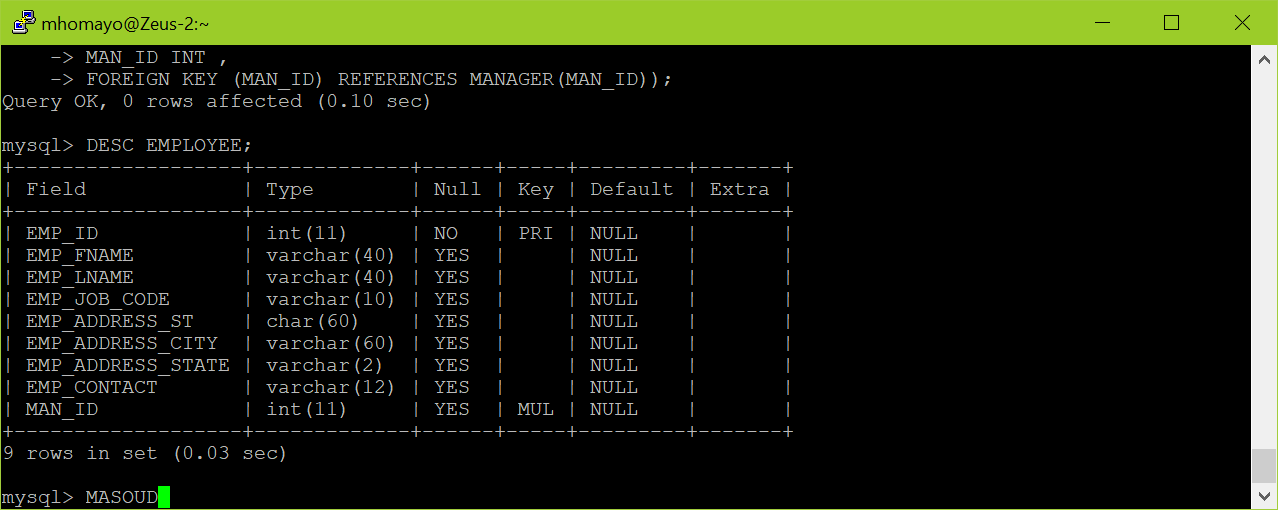 mhomayo@Zeus-2:~
    -> MAN_ID INT ,
    -> FOREIGN KEY (MAN_ID) REFERENCES MANAGER(MAN_ID));
Query OK, 0 rows affected (0.10 sec)

mysql> DESC EMPLOYEE;
+-------------------+-------------+------+-----+---------+-------+
| Field             | Type        | Null | Key | Default | Extra |
+-------------------+-------------+------+-----+---------+-------+
| EMP_ID            | int(11)     | NO   | PRI | NULL    |       |
| EMP_FNAME         | varchar(40) | YES  |     | NULL    |       |
| EMP_LNAME         | varchar(40) | YES  |     | NULL    |       |
| EMP_JOB_CODE      | varchar(10) | YES  |     | NULL    |       |
| EMP_ADDRESS_ST    | char(60)    | YES  |     | NULL    |       |
| EMP_ADDRESS_CITY  | varchar(60) | YES  |     | NULL    |       |
| EMP_ADDRESS_STATE | varchar(2)  | YES  |     | NULL    |       |
| EMP_CONTACT       | varchar(12) | YES  |     | NULL    |       |
| MAN_ID            | int(11)     | YES  | MUL | NULL    |       |
+-------------------+-------------+------+-----+---------+-------+
9 rows in set (0.03 sec)

mysql> MASOUD